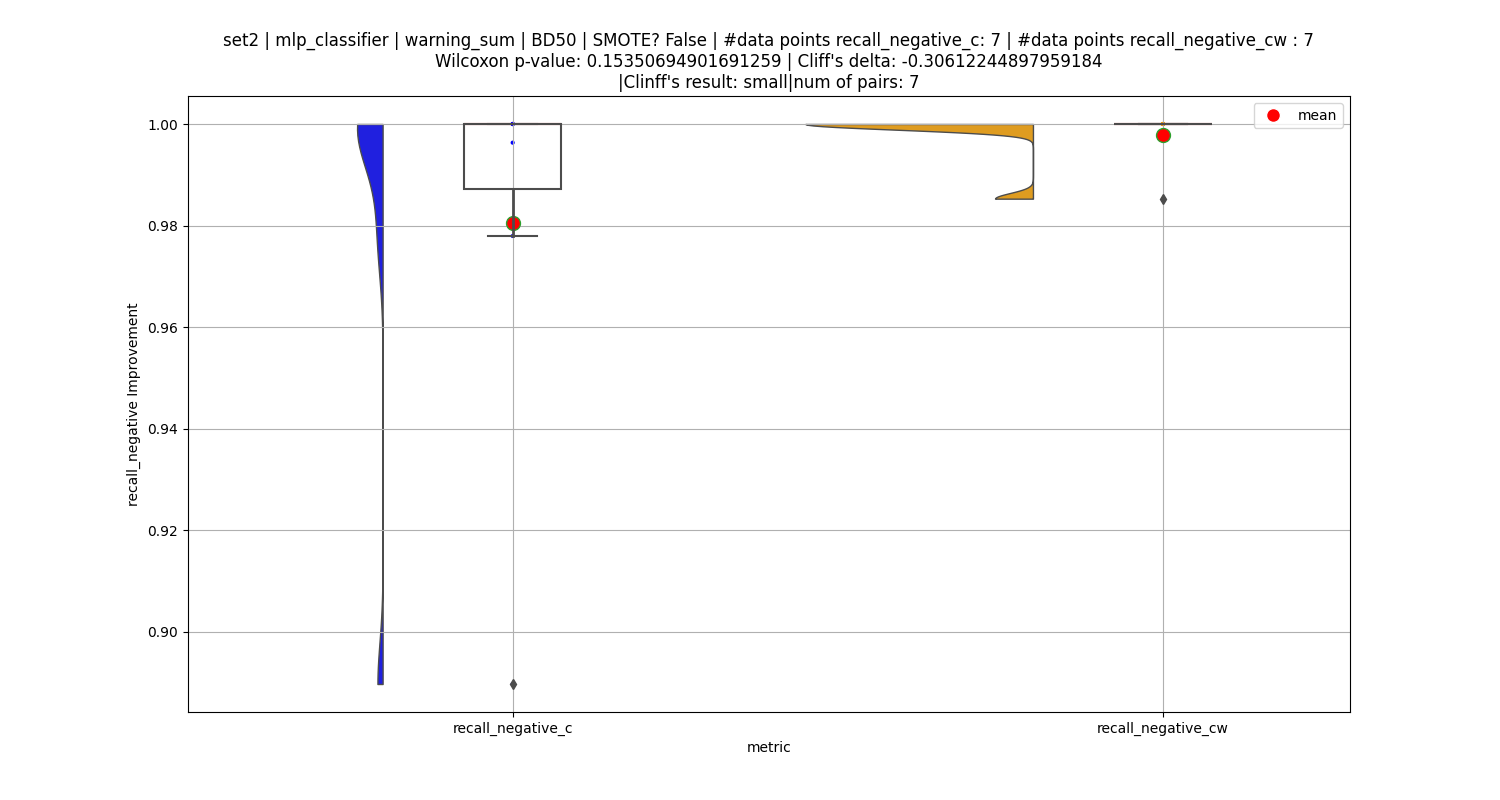 set2 | mlp_classifier | warning_sum | BD50 | SMOTE? False | #data points recall_negative_c: 7 | #data points recall_negative_cw : 7
Wilcoxon p-value: 0.15350694901691259 | Cliff's delta: -0.30612244897959184
|Clinff's result: small|num of pairs: 7
mean
1.00
0.98
0.96
0.94
0.92
0.90
recall_negative Improvement
recall_negative_c
recall_negative_cw
metric